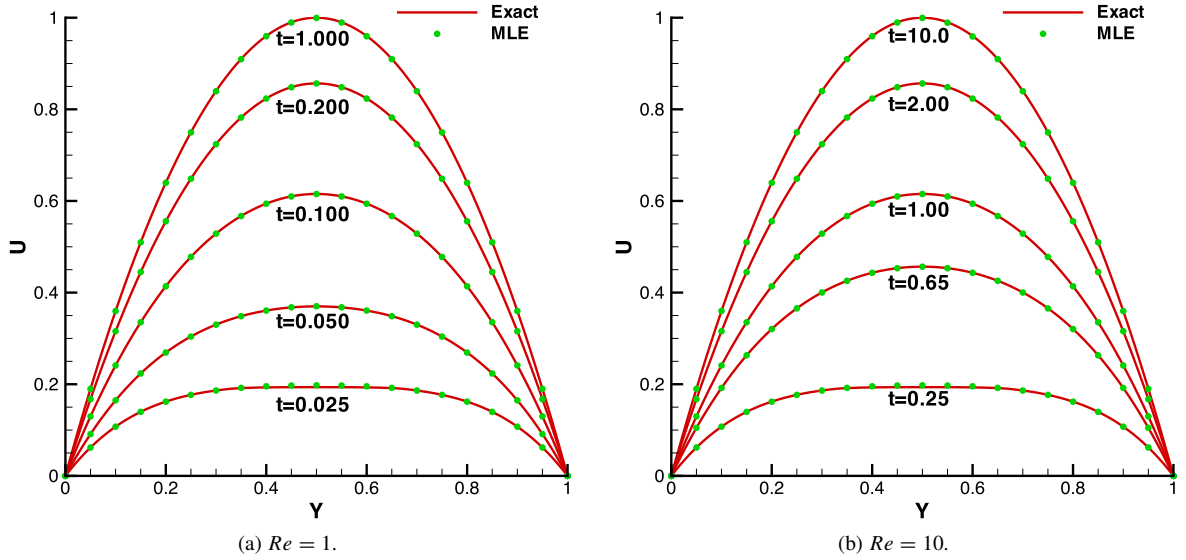 Exact
MLE
t=1.000
t=0.200
t=0.100
t=0.050
t=0.025
U
1
0.8
0.6
0.4
0.2
0
0
0.2
0.4
0.6
0.8
1
Y
(a) Re = 1.
Exact
MLE
t=10.0
t=2.00
t=1.00
t=0.65
t=0.25
U
1
0.8
0.6
0.4
0.2
0
0
0.2
0.4
0.6
0.8
1
Y
(b) Re = 10.